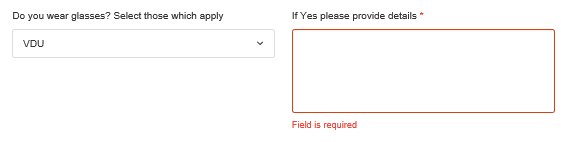 Do you wear glasses? Select those which apply
VDU
If Yes please provide details *
Field is required